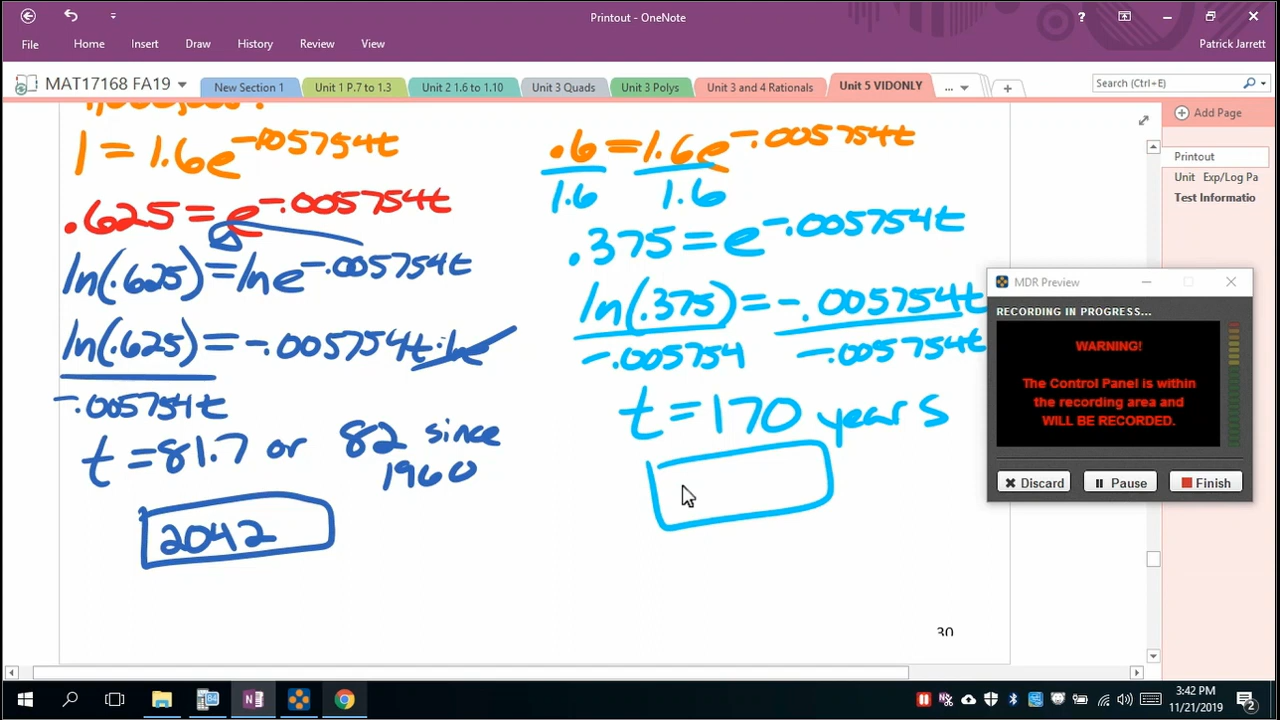 Printout - OneNote
File Home Insert Draw History Review View
Patrick Jarrett
MAT17168 FA19
New Section 1
Unit 1 P.7 to 1.3
Unit 2 1.6 to 1.10
Unit 3 Quads
Unit 3 Polys
Unit 3 and 4 Rationals
Unit 5 VIDONLY
...
+
Search (Ctrl+E)
Add Page
Printout
Unit Exp/Log Pa
Test Informatio
1 = 1.6e^-.005754t
.625 = e^-.005754t
ln(.625) = ln e^-.005754t
ln(.625) = -.005754t·lne
-.005754t
t = 81.7 or 82 since
1960
2042
.6 = 1.6e^-.005754t
1.6 1.6
.375 = e^-.005754t
ln(.375) = -.005754t
-.005754 -.005754t
t = 170 years
30
MDR Preview
RECORDING IN PROGRESS...
WARNING!
The Control Panel is within
the recording area and
WILL BE RECORDED.
Discard
Pause
Finish
3:42 PM
11/21/2019
2